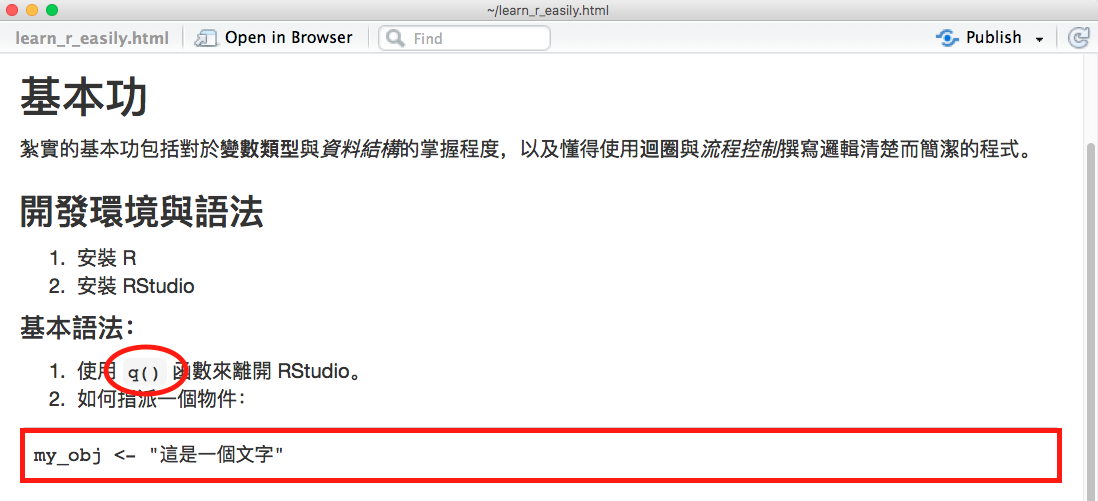 ~/learn_r_easily.html
learn_r_easily.html Open in Browser Find Publish
基本功
紮實的基本功包括對於變數類型與資料結構的掌握程度，以及懂得使用迴圈與流程控制撰寫邏輯清楚而簡潔的程式。
開發環境與語法
1. 安裝 R
2. 安裝 RStudio
基本語法：
1. 使用 q() 函數來離開 RStudio。
2. 如何指派一個物件：
my_obj <- "這是一個文字"